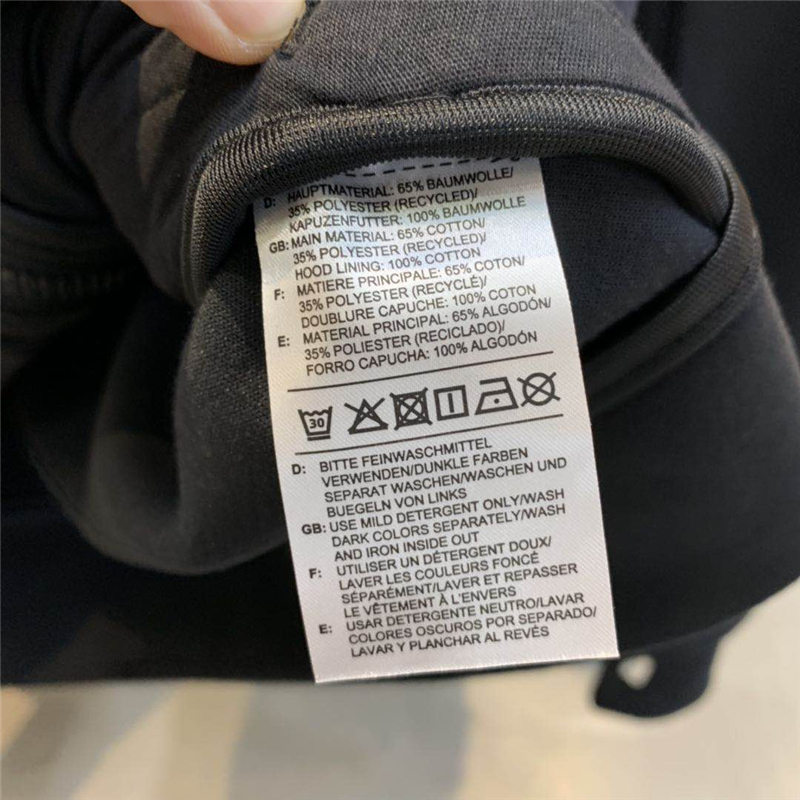 D: HAUPTMATERIAL: 65% BAUMWOLLE/
35% POLYESTER (RECYCLED)/
KAPUZENFUTTER: 100% BAUMWOLLE
GB: MAIN MATERIAL: 65% COTTON/
35% POLYESTER (RECYCLED)/
HOOD LINING: 100% COTTON
F: MATIERE PRINCIPALE: 65% COTON/
35% POLYESTER (RECYCLÉ)/
DOUBLURE CAPUCHE: 100% COTON
E: MATERIAL PRINCIPAL: 65% ALGODÓN/
35% POLIESTER (RECICLADO)/
FORRO CAPUCHA: 100% ALGODÓN
30
D: BITTE FEINWASCHMITTEL
VERWENDEN/DUNKLE FARBEN
SEPARAT WASCHEN/WASCHEN UND
BUEGELN VON LINKS
GB: USE MILD DETERGENT ONLY/WASH
DARK COLORS SEPARATELY/WASH
AND IRON INSIDE OUT
F: UTILISER UN DÉTERGENT DOUX/
LAVER LES COULEURS FONCÉ
SÉPARÉMENT/LAVER ET REPASSER
LE VÊTEMENT À L'ENVERS
E: USAR DETERGENTE NEUTRO/LAVAR
COLORES OSCUROS POR SEPARADO/
LAVAR Y PLANCHAR AL REVÉS